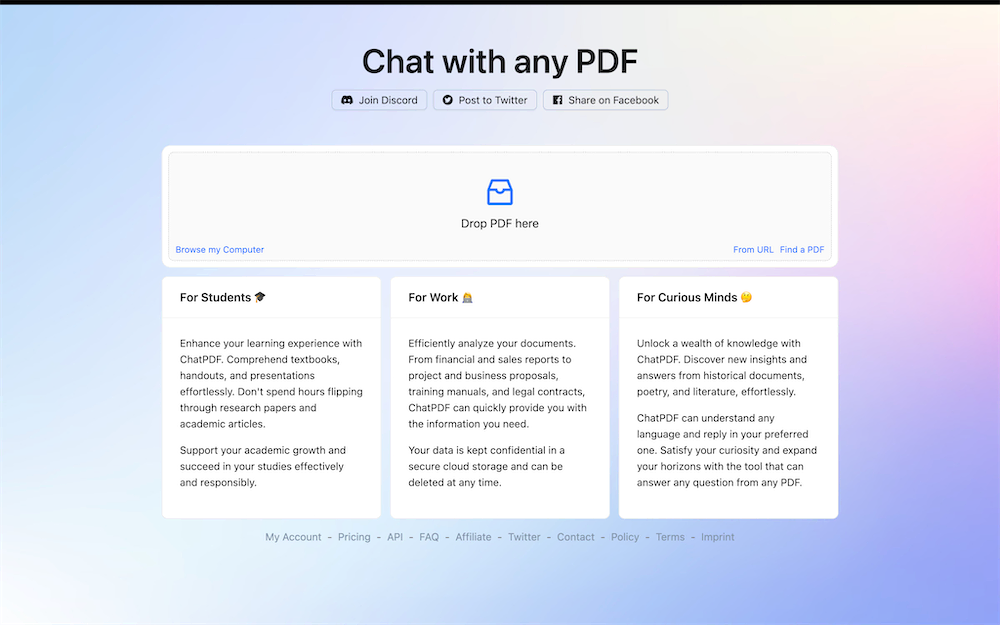 Chat with any PDF
Join Discord
Post to Twitter
Share on Facebook
Drop PDF here
Browse my Computer
From URL Find a PDF
For Students 🎓
Enhance your learning experience with
ChatPDF. Comprehend textbooks,
handouts, and presentations
effortlessly. Don't spend hours flipping
through research papers and
academic articles.
Support your academic growth and
succeed in your studies effectively
and responsibly.
For Work 🧑‍💻
Efficiently analyze your documents.
From financial and sales reports to
project and business proposals,
training manuals, and legal contracts,
ChatPDF can quickly provide you with
the information you need.
Your data is kept confidential in a
secure cloud storage and can be
deleted at any time.
For Curious Minds 🤔
Unlock a wealth of knowledge with
ChatPDF. Discover new insights and
answers from historical documents,
poetry, and literature, effortlessly.
ChatPDF can understand any
language and reply in your preferred
one. Satisfy your curiosity and expand
your horizons with the tool that can
answer any question from any PDF.
My Account - Pricing - API - FAQ - Affiliate - Twitter - Contact - Policy - Terms - Imprint